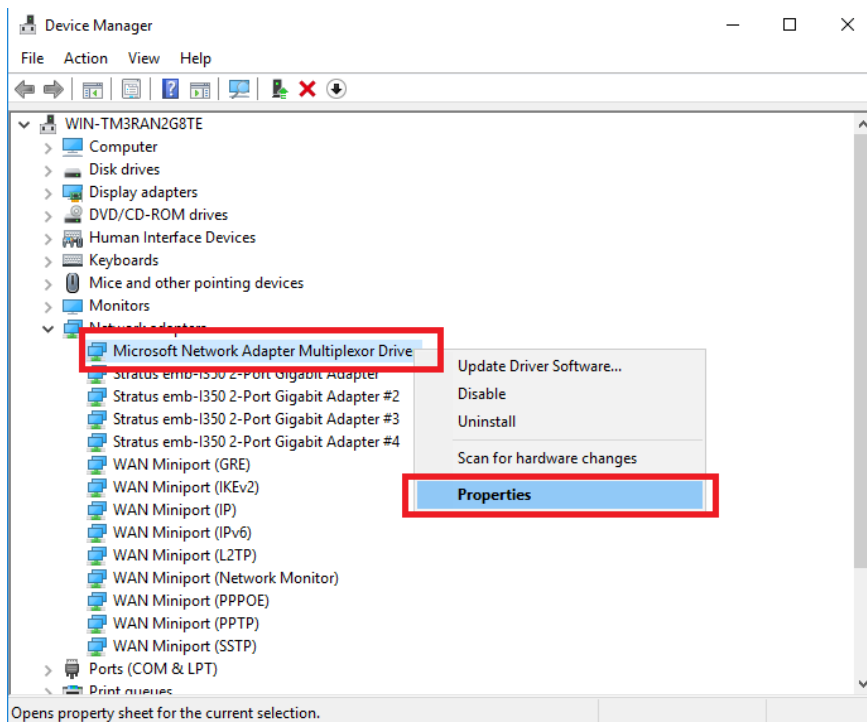 Device Manager
File Action View Help
WIN-TM3RAN2G8TE
Computer
Disk drives
Display adapters
DVD/CD-ROM drives
Human Interface Devices
Keyboards
Mice and other pointing devices
Monitors
Network adapters
Microsoft Network Adapter Multiplexor Drive
Stratus emb-I350 2-Port Gigabit Adapter
Stratus emb-I350 2-Port Gigabit Adapter #2
Stratus emb-I350 2-Port Gigabit Adapter #3
Stratus emb-I350 2-Port Gigabit Adapter #4
WAN Miniport (GRE)
WAN Miniport (IKEv2)
WAN Miniport (IP)
WAN Miniport (IPv6)
WAN Miniport (L2TP)
WAN Miniport (Network Monitor)
WAN Miniport (PPPOE)
WAN Miniport (PPTP)
WAN Miniport (SSTP)
Ports (COM & LPT)
Print queues
Update Driver Software...
Disable
Uninstall
Scan for hardware changes
Properties
Opens property sheet for the current selection.